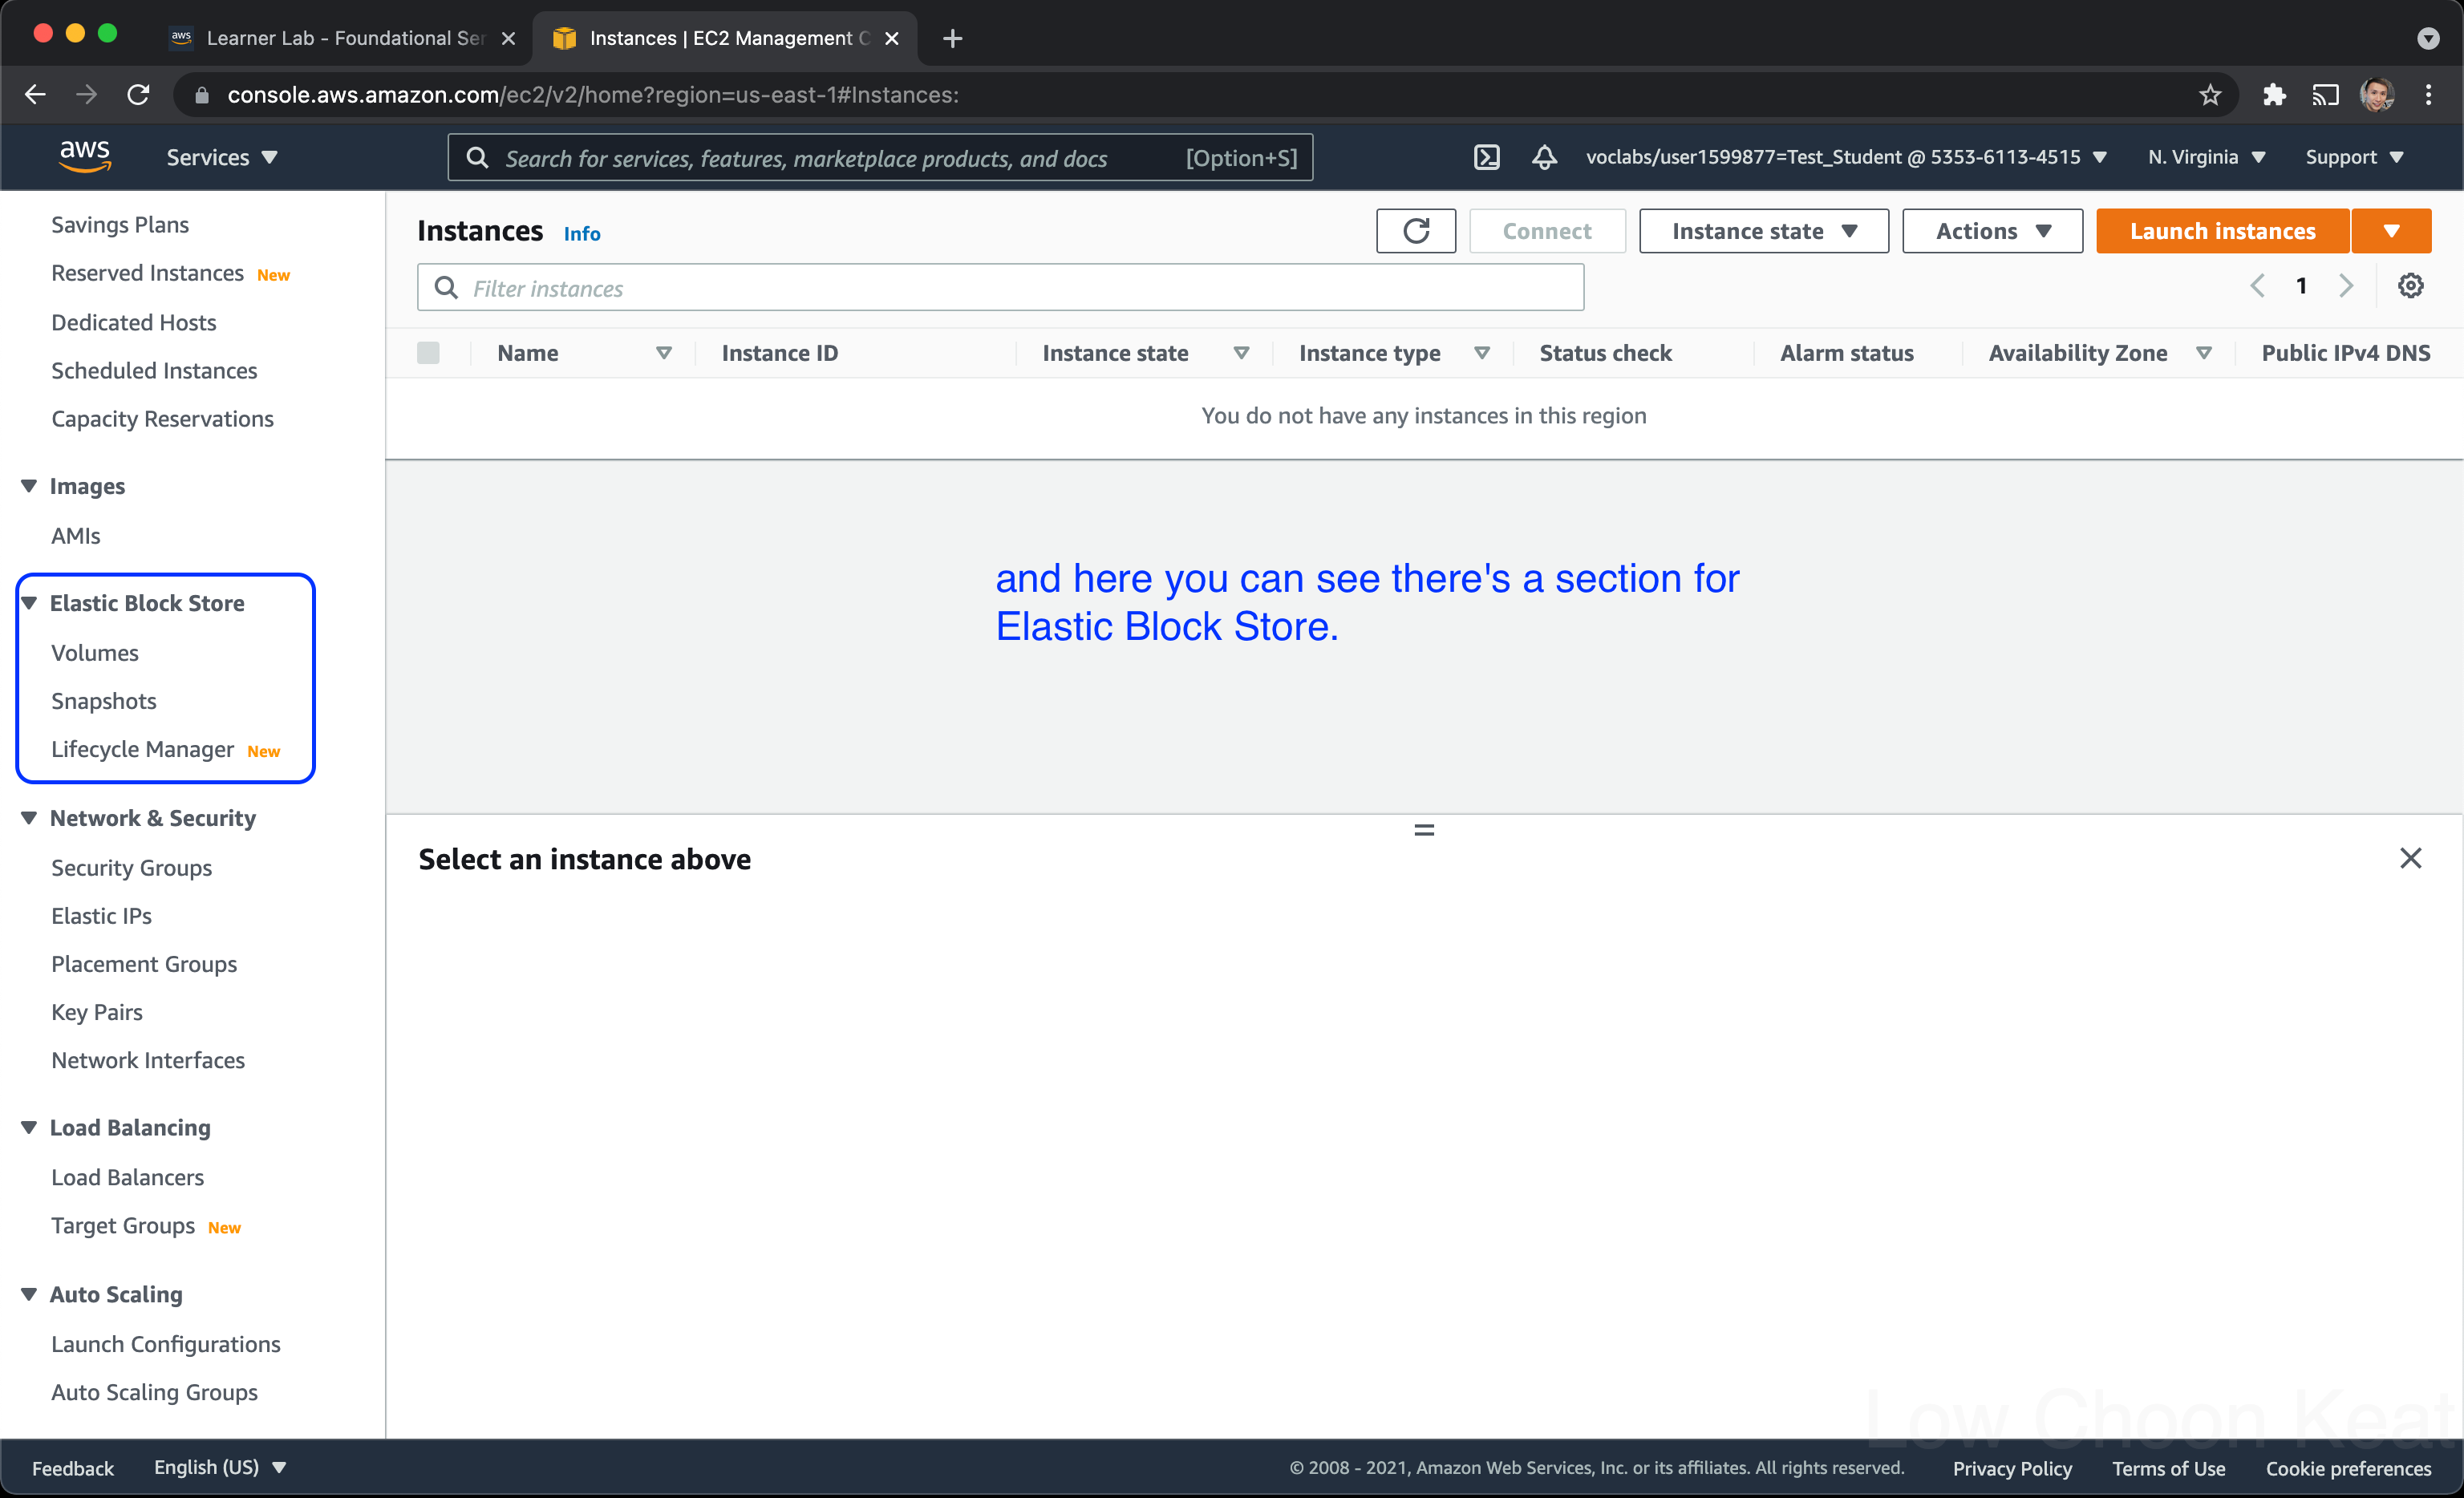 Learner Lab - Foundational Ser
Instances | EC2 Management C
console.aws.amazon.com/ec2/v2/home?region=us-east-1#Instances:
aws
Services
Search for services, features, marketplace products, and docs
[Option+S]
voclabs/user1599877=Test_Student @ 5353-6113-4515
N. Virginia
Support
Savings Plans
Reserved Instances New
Dedicated Hosts
Scheduled Instances
Capacity Reservations
Images
AMIs
Elastic Block Store
Volumes
Snapshots
Lifecycle Manager New
Network & Security
Security Groups
Elastic IPs
Placement Groups
Key Pairs
Network Interfaces
Load Balancing
Load Balancers
Target Groups New
Auto Scaling
Launch Configurations
Auto Scaling Groups
Instances Info
Connect
Instance state
Actions
Launch instances
Filter instances
1
Name
Instance ID
Instance state
Instance type
Status check
Alarm status
Availability Zone
Public IPv4 DNS
You do not have any instances in this region
and here you can see there's a section for
Elastic Block Store.
Select an instance above
Low Choon Keat
Feedback
English (US)
© 2008 - 2021, Amazon Web Services, Inc. or its affiliates. All rights reserved.
Privacy Policy
Terms of Use
Cookie preferences